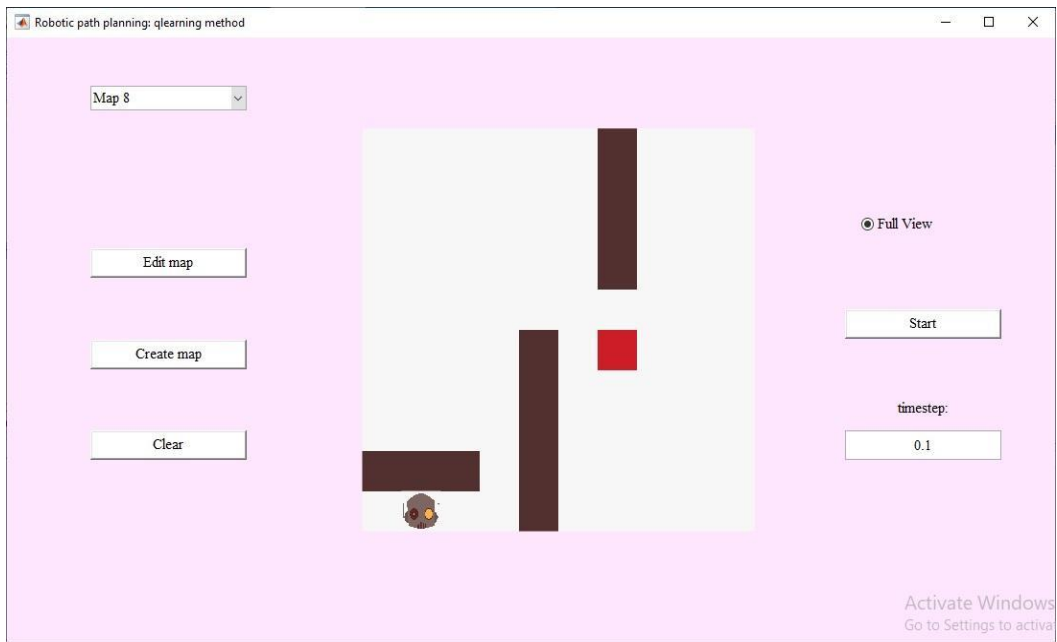 Robotic path planning: qlearning method
Map 8
Edit map
Create map
Clear
Full View
Start
timestep:
0.1
Activate Windows
Go to Settings to activa